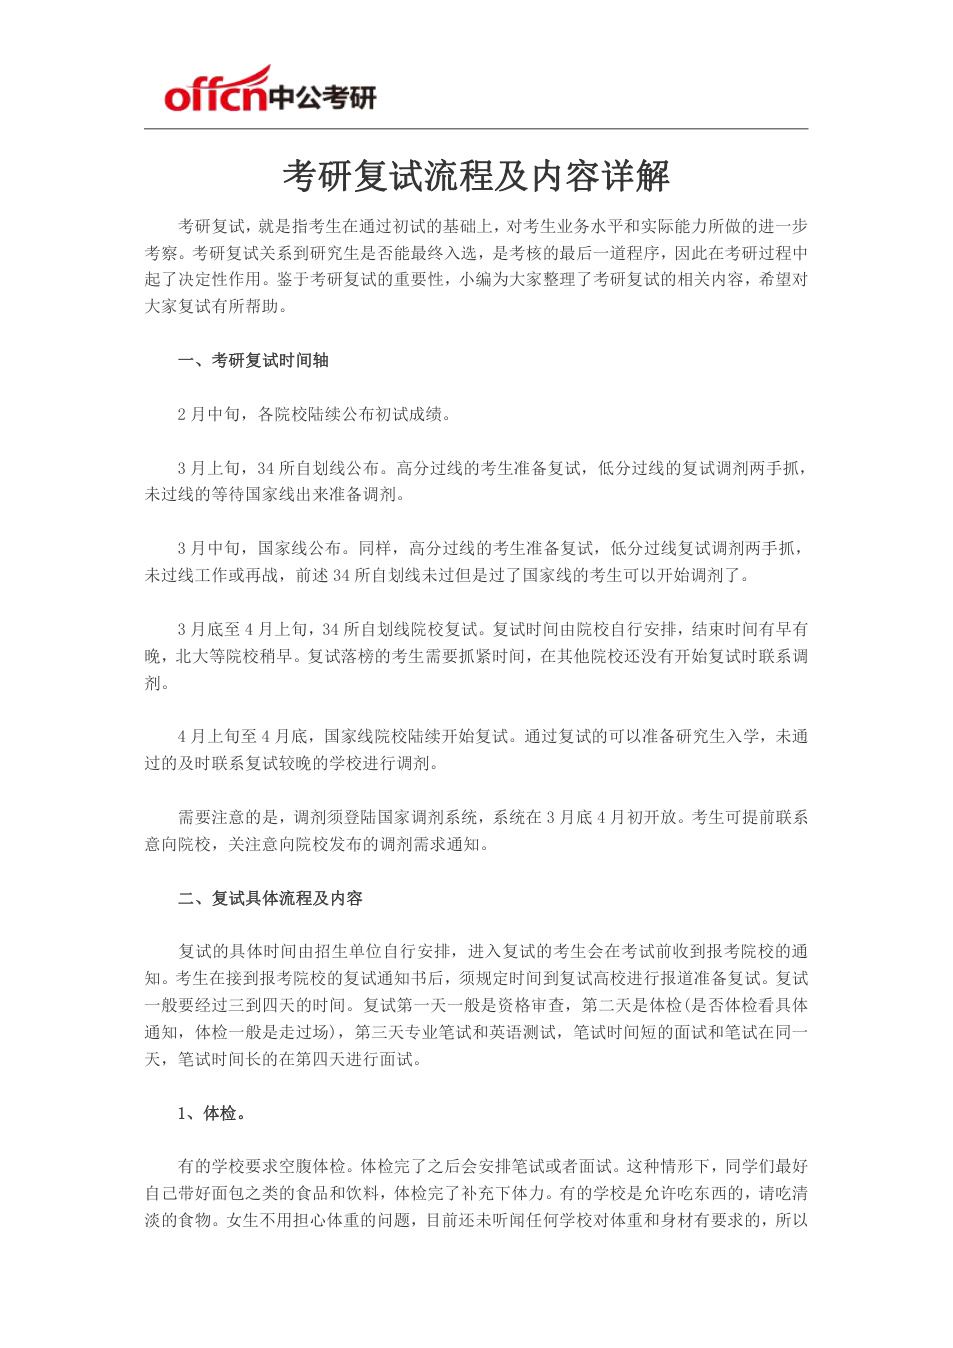 offcn中公考研
考研复试流程及内容详解
考研复试，就是指考生在通过初试的基础上，对考生业务水平和实际能力所做的进一步
考察。考研复试关系到研究生是否能最终入选，是考核的最后一道程序，因此在考研过程中
起了决定性作用。鉴于考研复试的重要性，小编为大家整理了考研复试的相关内容，希望对
大家复试有所帮助。
一、考研复试时间轴
2 月中旬，各院校陆续公布初试成绩。
3 月上旬，34 所自划线公布。高分过线的考生准备复试，低分过线的复试调剂两手抓，
未过线的等待国家线出来准备调剂。
3 月中旬，国家线公布。同样，高分过线的考生准备复试，低分过线复试调剂两手抓，
未过线工作或再战，前述 34 所自划线未过但是过了国家线的考生可以开始调剂了。
3 月底至 4 月上旬，34 所自划线院校复试。复试时间由院校自行安排，结束时间有早有
晚，北大等院校稍早。复试落榜的考生需要抓紧时间，在其他院校还没有开始复试时联系调
剂。
4 月上旬至 4 月底，国家线院校陆续开始复试。通过复试的可以准备研究生入学，未通
过的及时联系复试较晚的学校进行调剂。
需要注意的是，调剂须登陆国家调剂系统，系统在 3 月底 4 月初开放。考生可提前联系
意向院校，关注意向院校发布的调剂需求通知。
二、复试具体流程及内容
复试的具体时间由招生单位自行安排，进入复试的考生会在考试前收到报考院校的通
知。考生在接到报考院校的复试通知书后，须规定时间到复试高校进行报道准备复试。复试
一般要经过三到四天的时间。复试第一天一般是资格审查，第二天是体检(是否体检看具体
通知，体检一般是走过场)，第三天专业笔试和英语测试，笔试时间短的面试和笔试在同一
天，笔试时间长的在第四天进行面试。
1、体检。
有的学校要求空腹体检。体检完了之后会安排笔试或者面试。这种情形下，同学们最好
自己带好面包之类的食品和饮料，体检完了补充下体力。有的学校是允许吃东西的，请吃清
淡的食物。女生不用担心体重的问题，目前还未听闻任何学校对体重和身材有要求的，所以